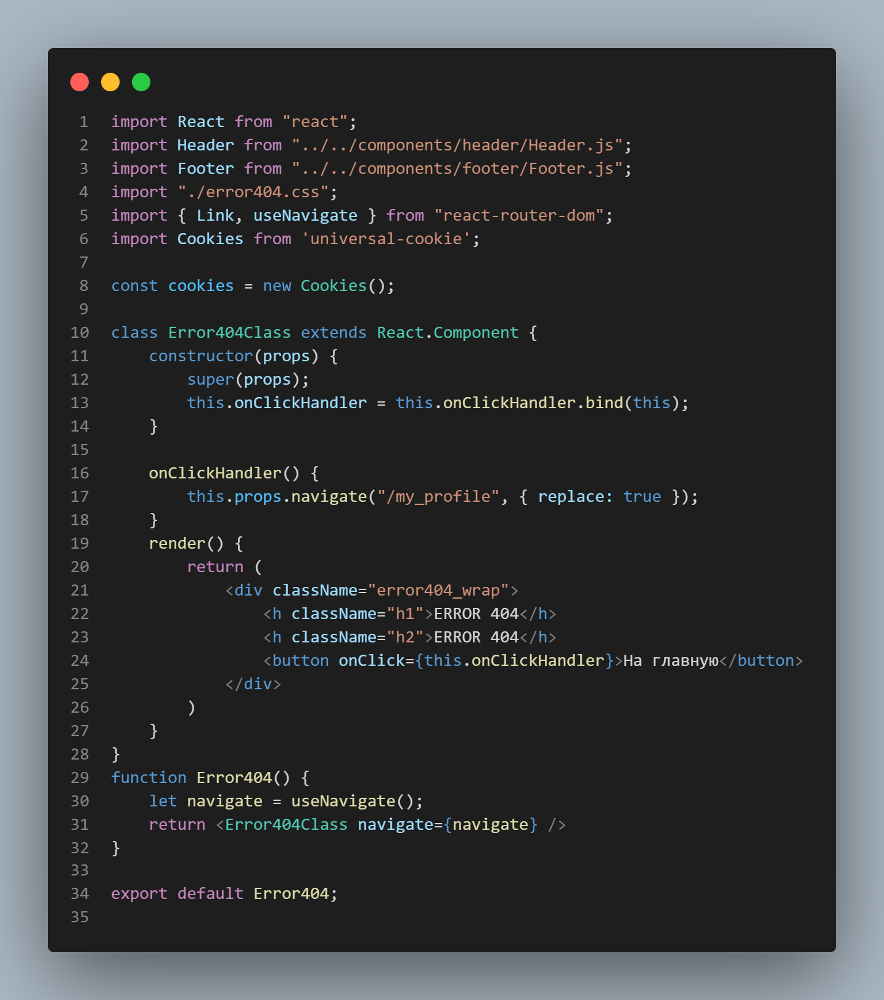 1 import React from "react";
2 import Header from "../../components/header/Header.js";
3 import Footer from "../../components/footer/Footer.js";
4 import "./error404.css";
5 import { Link, useNavigate } from "react-router-dom";
6 import Cookies from 'universal-cookie';
7
8 const cookies = new Cookies();
9
10 class Error404Class extends React.Component {
11     constructor(props) {
12         super(props);
13         this.onClickHandler = this.onClickHandler.bind(this);
14     }
15
16     onClickHandler() {
17         this.props.navigate("/my_profile", { replace: true });
18     }
19     render() {
20         return (
21             <div className="error404_wrap">
22                 <h className="h1">ERROR 404</h>
23                 <h className="h2">ERROR 404</h>
24                 <button onClick={this.onClickHandler}>На главную</button>
25             </div>
26         )
27     }
28 }
29 function Error404() {
30     let navigate = useNavigate();
31     return <Error404Class navigate={navigate} />
32 }
33
34 export default Error404;
35